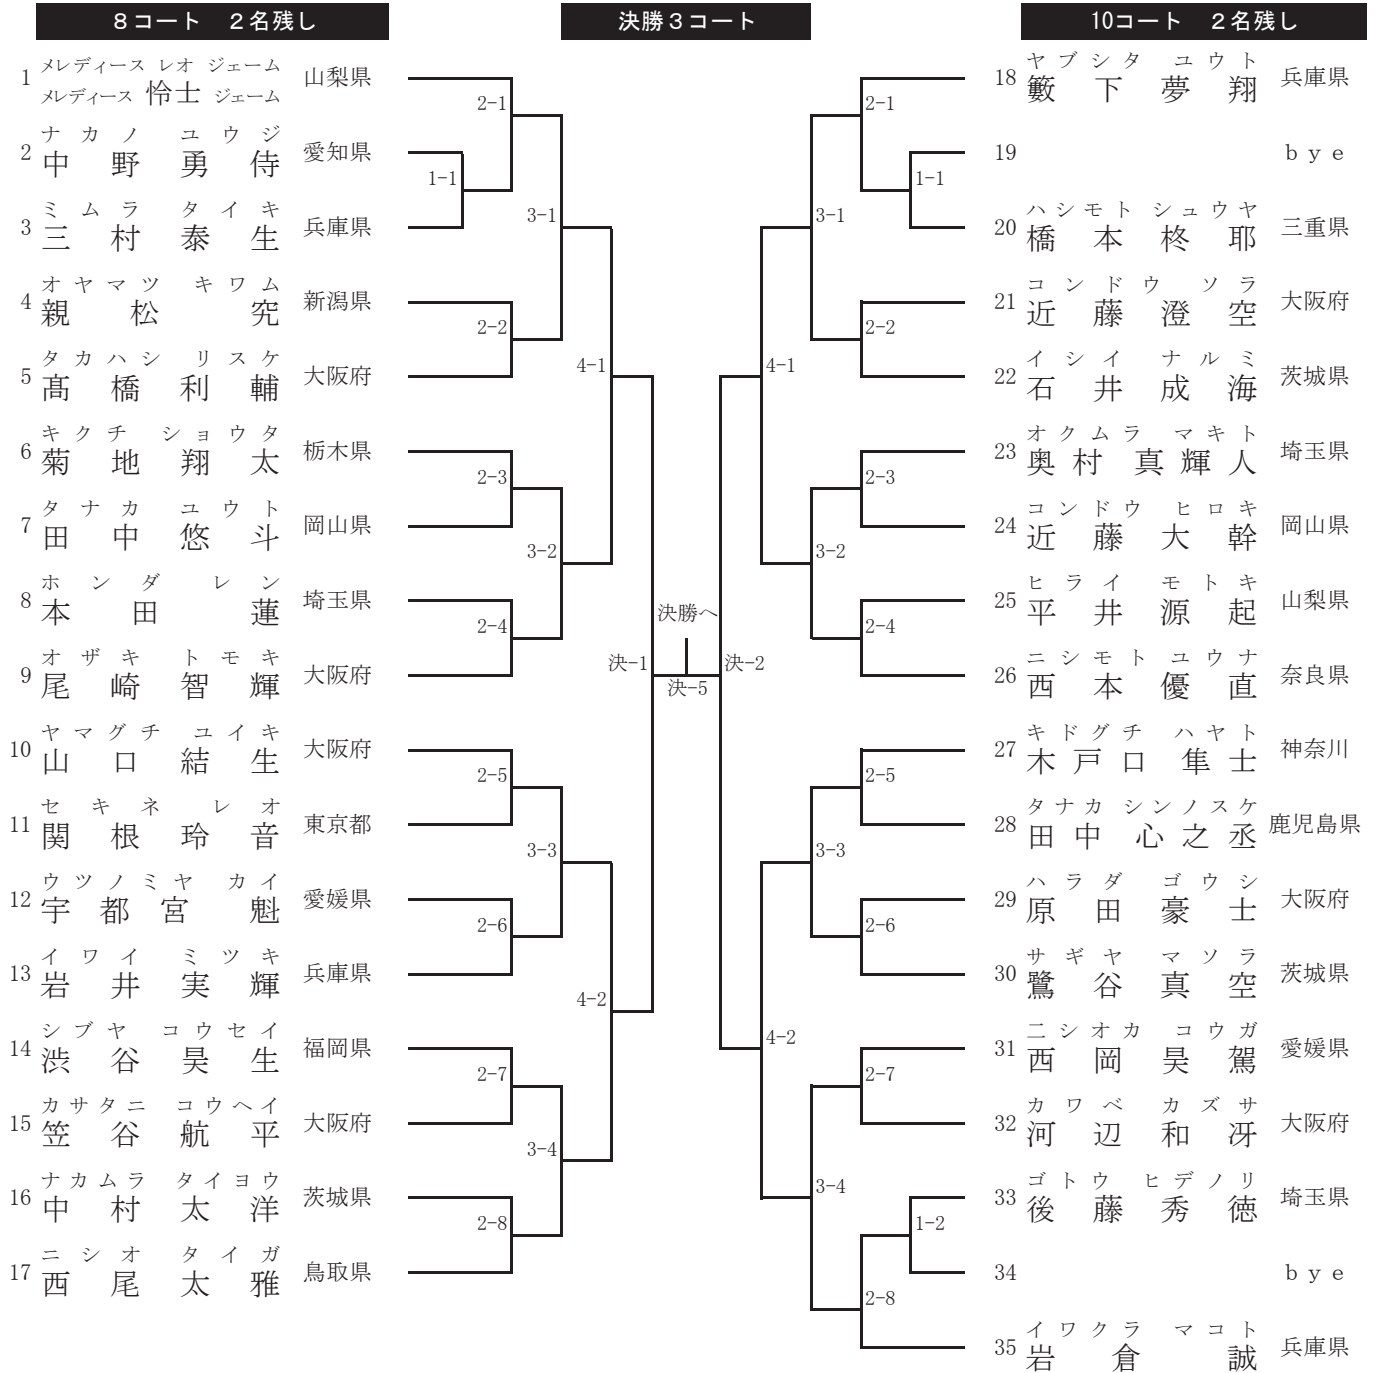 ８コート　２名残し
決勝３コート
10コート　２名残し
1 メレディース レオ ジェーム
メレディース 怜士 ジェーム 山梨県
ナカノ ユウジ
2 中野勇侍 愛知県
ミムラ タイキ
3 三村泰生 兵庫県
オヤマツ キワム
4 親松究 新潟県
タカハシ リスケ
5 髙橋利輔 大阪府
キクチ ショウタ
6 菊地翔太 栃木県
タナカ ユウト
7 田中悠斗 岡山県
ホンダ レン
8 本田蓮 埼玉県
オザキ トモキ
9 尾崎智輝 大阪府
ヤマグチ ユイキ
10 山口結生 大阪府
セキネ レオ
11 関根玲音 東京都
ウツノミヤ カイ
12 宇都宮魁 愛媛県
イワイ ミツキ
13 岩井実輝 兵庫県
シブヤ コウセイ
14 渋谷昊生 福岡県
カサタニ コウヘイ
15 笠谷航平 大阪府
ナカムラ タイヨウ
16 中村太洋 茨城県
ニシオ タイガ
17 西尾太雅 鳥取県
1-1
2-1
2-2
2-3
2-4
2-5
2-6
2-7
2-8
3-1
3-2
3-3
3-4
4-1
4-2
決-1
決勝へ
決-5
決-2
4-1
4-2
3-1
3-2
3-3
3-4
2-1
2-2
2-3
2-4
2-5
2-6
2-7
2-8
1-1
1-2
ヤブシタ ユウト
18 籔下夢翔 兵庫県
19 ｂｙｅ
ハシモト シュウヤ
20 橋本柊耶 三重県
コンドウ ソラ
21 近藤澄空 大阪府
イシイ ナルミ
22 石井成海 茨城県
オクムラ マキト
23 奥村真輝人 埼玉県
コンドウ ヒロキ
24 近藤大幹 岡山県
ヒライ モトキ
25 平井源起 山梨県
ニシモト ユウナ
26 西本優直 奈良県
キドグチ ハヤト
27 木戸口隼士 神奈川
タナカ シンノスケ
28 田中心之丞 鹿児島県
ハラダ ゴウシ
29 原田豪士 大阪府
サギヤ マソラ
30 鷺谷真空 茨城県
ニシオカ コウガ
31 西岡昊駕 愛媛県
カワベ カズサ
32 河辺和冴 大阪府
ゴトウ ヒデノリ
33 後藤秀徳 埼玉県
34 ｂｙｅ
イワクラ マコト
35 岩倉誠 兵庫県